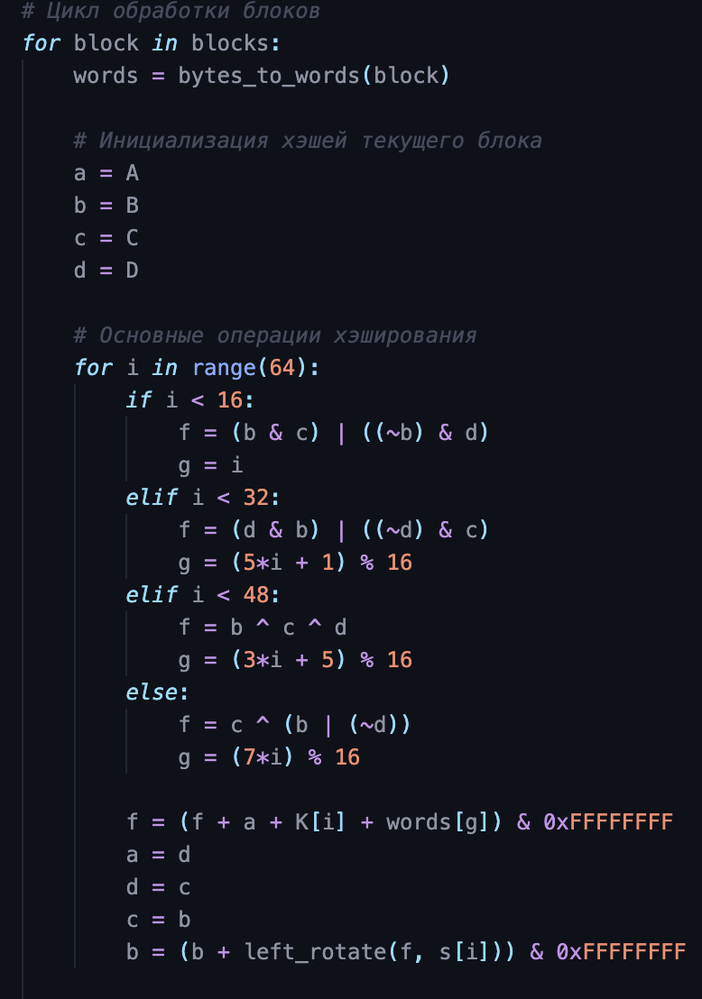 # Цикл обработки блоков
for block in blocks:
    words = bytes_to_words(block)
    # Инициализация хэшей текущего блока
    a = A
    b = B
    c = C
    d = D
    # Основные операции хэширования
    for i in range(64):
        if i < 16:
            f = (b & c) | ((~b) & d)
            g = i
        elif i < 32:
            f = (d & b) | ((~d) & c)
            g = (5*i + 1) % 16
        elif i < 48:
            f = b ^ c ^ d
            g = (3*i + 5) % 16
        else:
            f = c ^ (b | (~d))
            g = (7*i) % 16
        f = (f + a + K[i] + words[g]) & 0xFFFFFFFF
        a = d
        d = c
        c = b
        b = (b + left_rotate(f, s[i])) & 0xFFFFFFFF